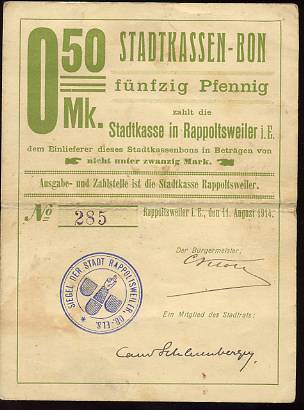 0,50 Mk.
STADTKASSEN-BON
fünfzig Pfennig
zahlt die
Stadtkasse in Rappoltsweiler i.E.
dem Einlieferer dieses Stadtkassenbons in Beträgen von
nicht unter zwanzig Mark.
Ausgabe- und Zahlstelle ist die Stadtkasse Rappoltsweiler.
No 285
Rappoltsweiler i. E., den 11. August 1914.
Der Bürgermeister:
SIEGEL DER STADT RAPPOLTSWEILER, OB.-ELS.
Ein Mitglied des Stadtrats: